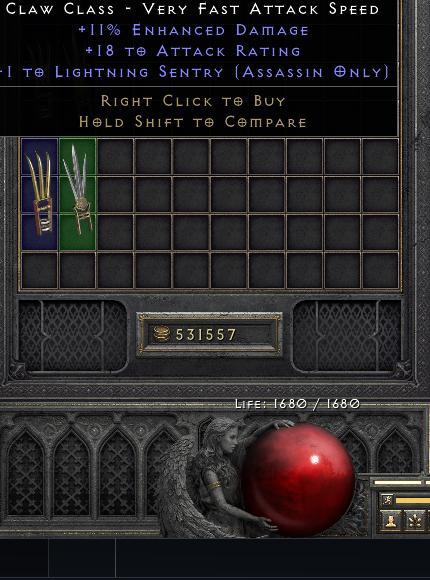 Claw Class - Very Fast Attack Speed
+11% Enhanced Damage
+18 to Attack Rating
+1 to Lightning Sentry (Assassin Only)
Right Click to Buy
Hold Shift to Compare
531557
Life: 1680 / 1680